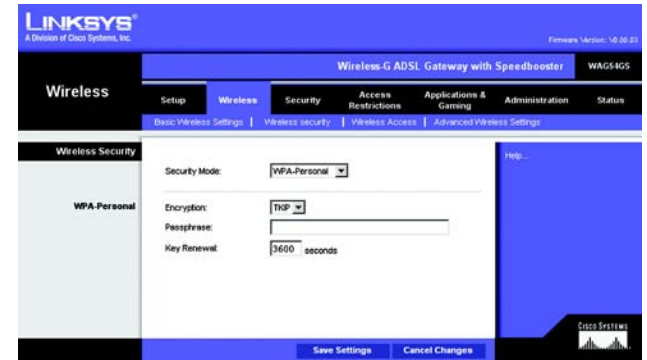 LINKSYS®
A Division of Cisco Systems, Inc.
Firmware Version: V0.00.03
Wireless-G ADSL Gateway with Speedbooster WAG54GS
Wireless
Setup Wireless Security Access Restrictions Applications & Gaming Administration Status
Basic Wireless Settings | Wireless security | Wireless Access | Advanced Wireless Settings
Wireless Security
Help...
Security Mode: WPA-Personal
WPA-Personal
Encryption: TKIP
Passphrase:
Key Renewal: 3600 seconds
CISCO SYSTEMS
Save Settings Cancel Changes